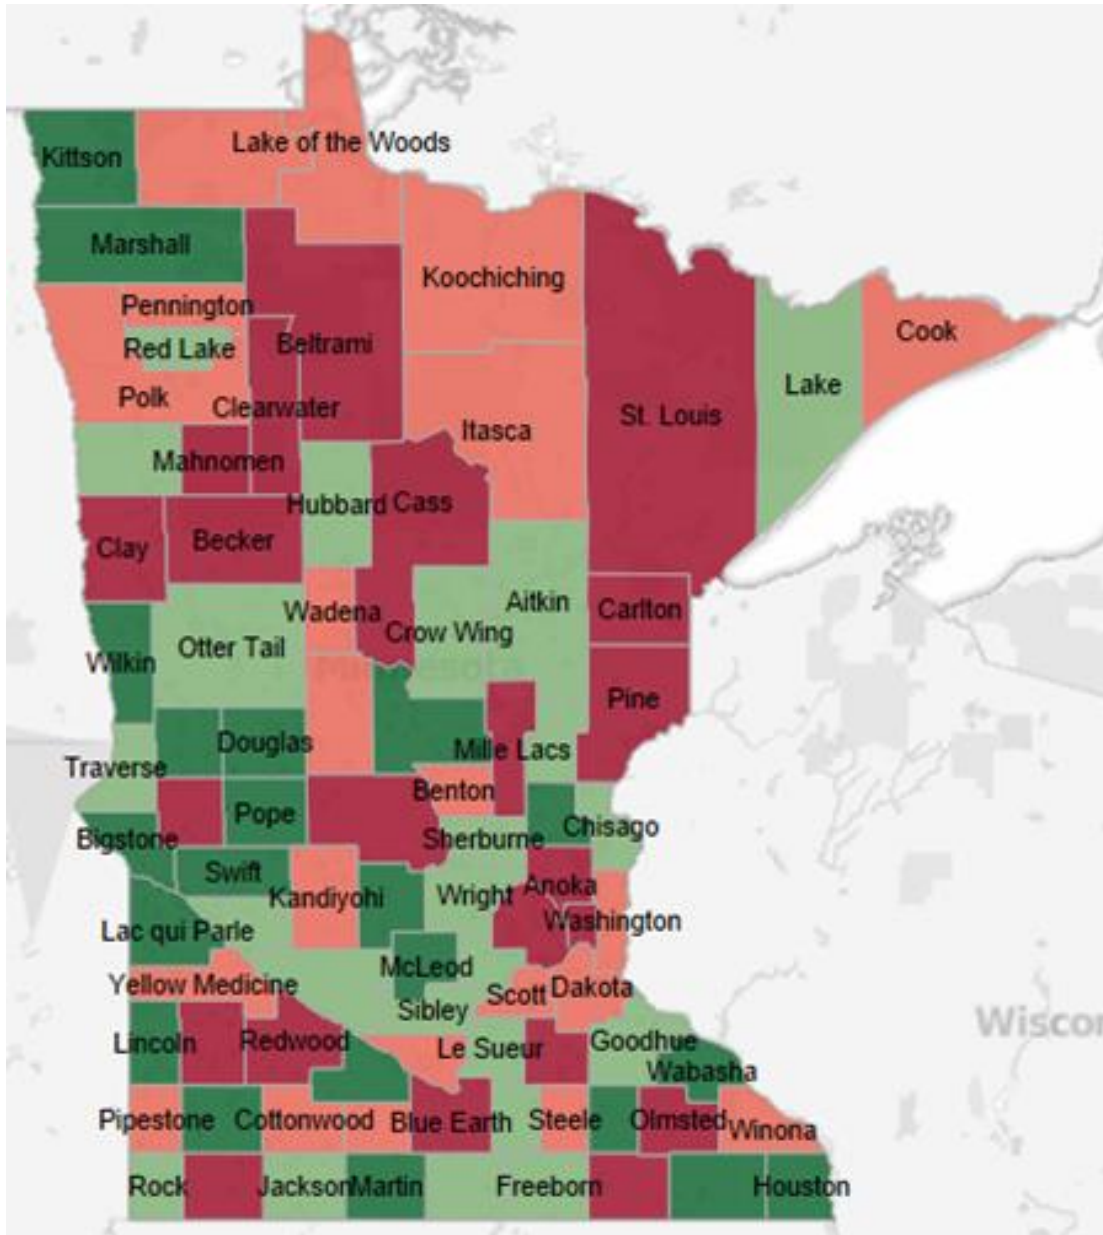 Lake of the Woods
Kittson
Marshall
Koochiching
Pennington
Cook
Red Lake
Beltrami
Lake
Polk
Clearwater
St. Louis
Itasca
Mahnomen
Hubbard
Cass
Becker
Clay
Aitkin
Wadena
Carlton
Crow Wing
Otter Tail
Wilkin
Minnesota
Pine
Douglas
Mille Lacs
Traverse
Benton
Pope
Chisago
Bigstone
Sherburne
Swift
Anoka
Kandiyohi
Wright
Washington
Lac qui Parle
McLeod
Yellow Medicine
Dakota
Scott
Sibley
Wiscon
Lincoln
Redwood
Goodhue
Le Sueur
Wabasha
Pipestone
Cottonwood
Blue Earth
Steele
Olmsted
Winona
Rock
Jackson
Martin
Freeborn
Houston